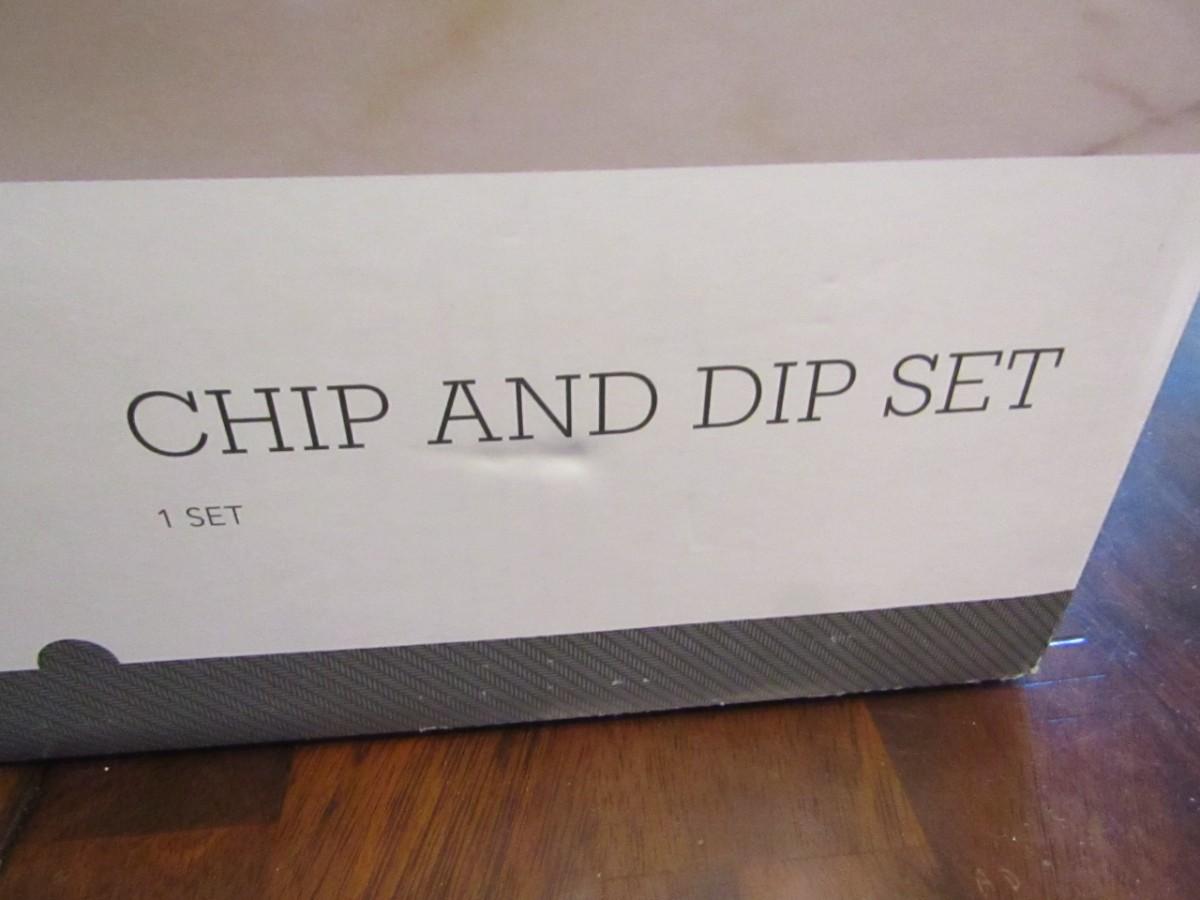 CHIP AND DIP SET
1 SET